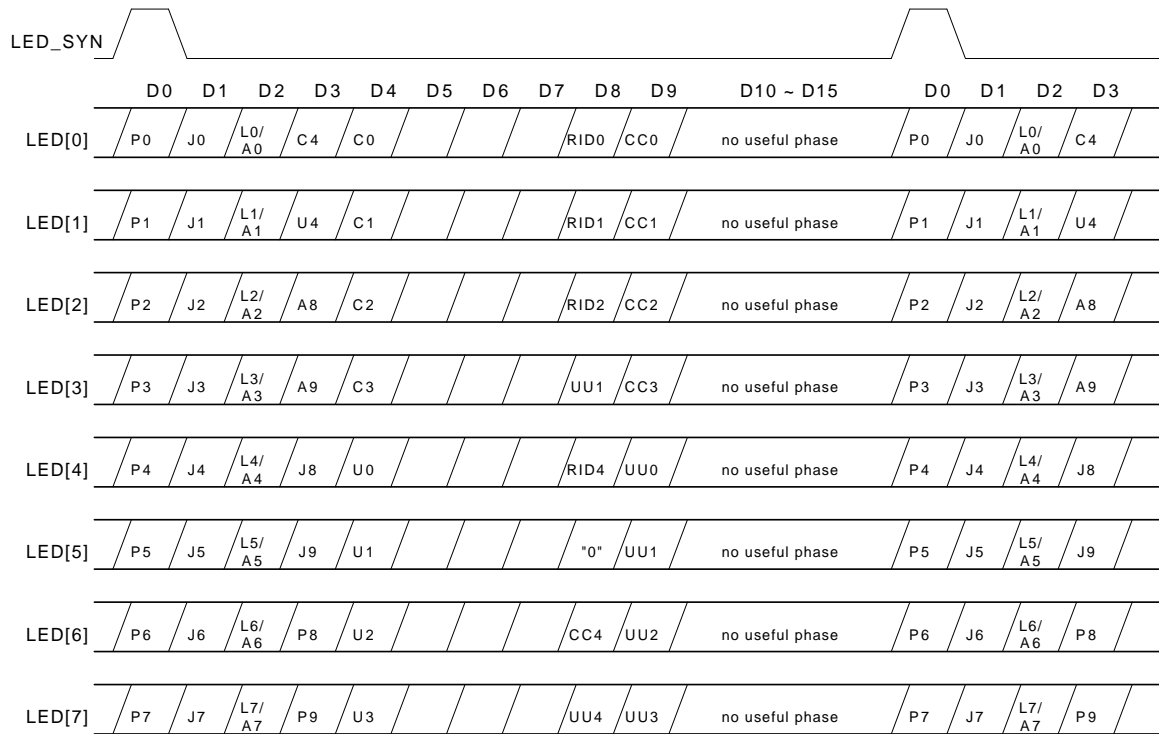 LED_SYN
D0 D1 D2 D3 D4 D5 D6 D7 D8 D9 D10 ~ D15 D0 D1 D2 D3
LED[0] P0 J0 L0/A0 C4 C0 RID0 CC0 no useful phase P0 J0 L0/A0 C4
LED[1] P1 J1 L1/A1 U4 C1 RID1 CC1 no useful phase P1 J1 L1/A1 U4
LED[2] P2 J2 L2/A2 A8 C2 RID2 CC2 no useful phase P2 J2 L2/A2 A8
LED[3] P3 J3 L3/A3 A9 C3 UU1 CC3 no useful phase P3 J3 L3/A3 A9
LED[4] P4 J4 L4/A4 J8 U0 RID4 UU0 no useful phase P4 J4 L4/A4 J8
LED[5] P5 J5 L5/A5 J9 U1 "0" UU1 no useful phase P5 J5 L5/A5 J9
LED[6] P6 J6 L6/A6 P8 U2 CC4 UU2 no useful phase P6 J6 L6/A6 P8
LED[7] P7 J7 L7/A7 P9 U3 UU4 UU3 no useful phase P7 J7 L7/A7 P9